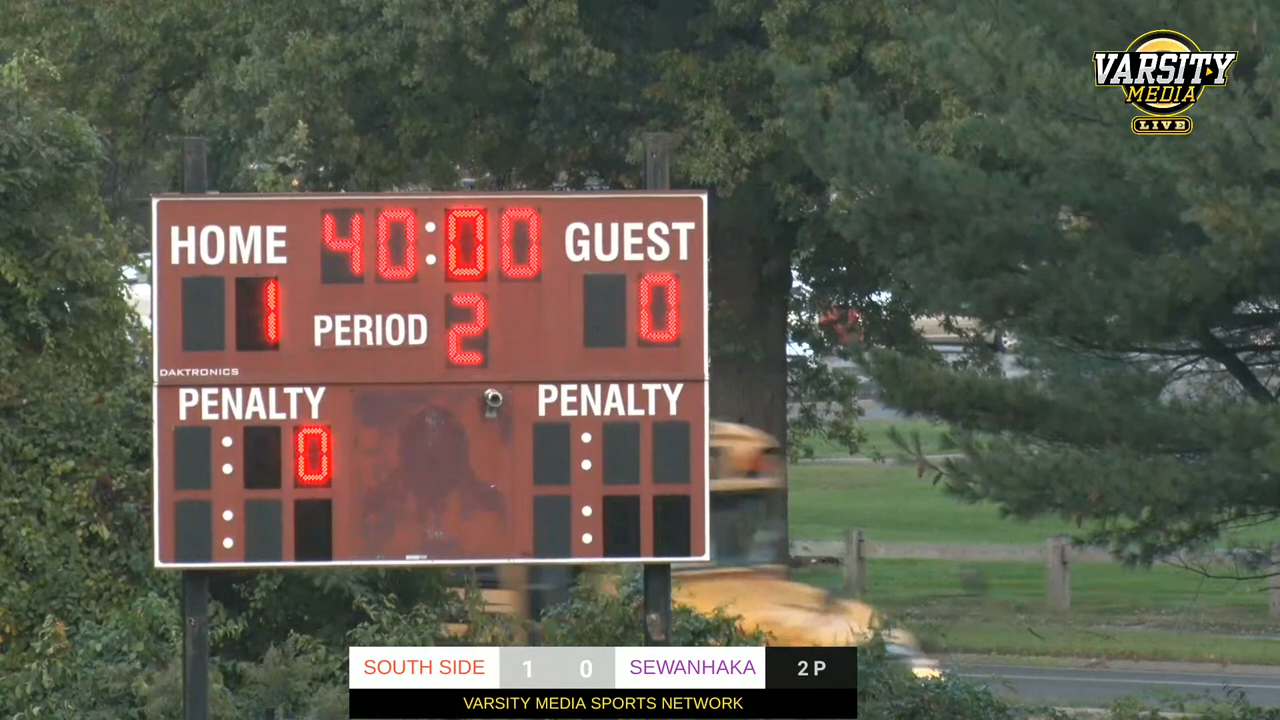 VARSITY
MEDIA
LIVE
HOME 40:00 GUEST
1 PERIOD 2 0
DAKTRONICS
PENALTY PENALTY
: 0 :
: :
SOUTH SIDE 1 0 SEWANHAKA 2 P
VARSITY MEDIA SPORTS NETWORK